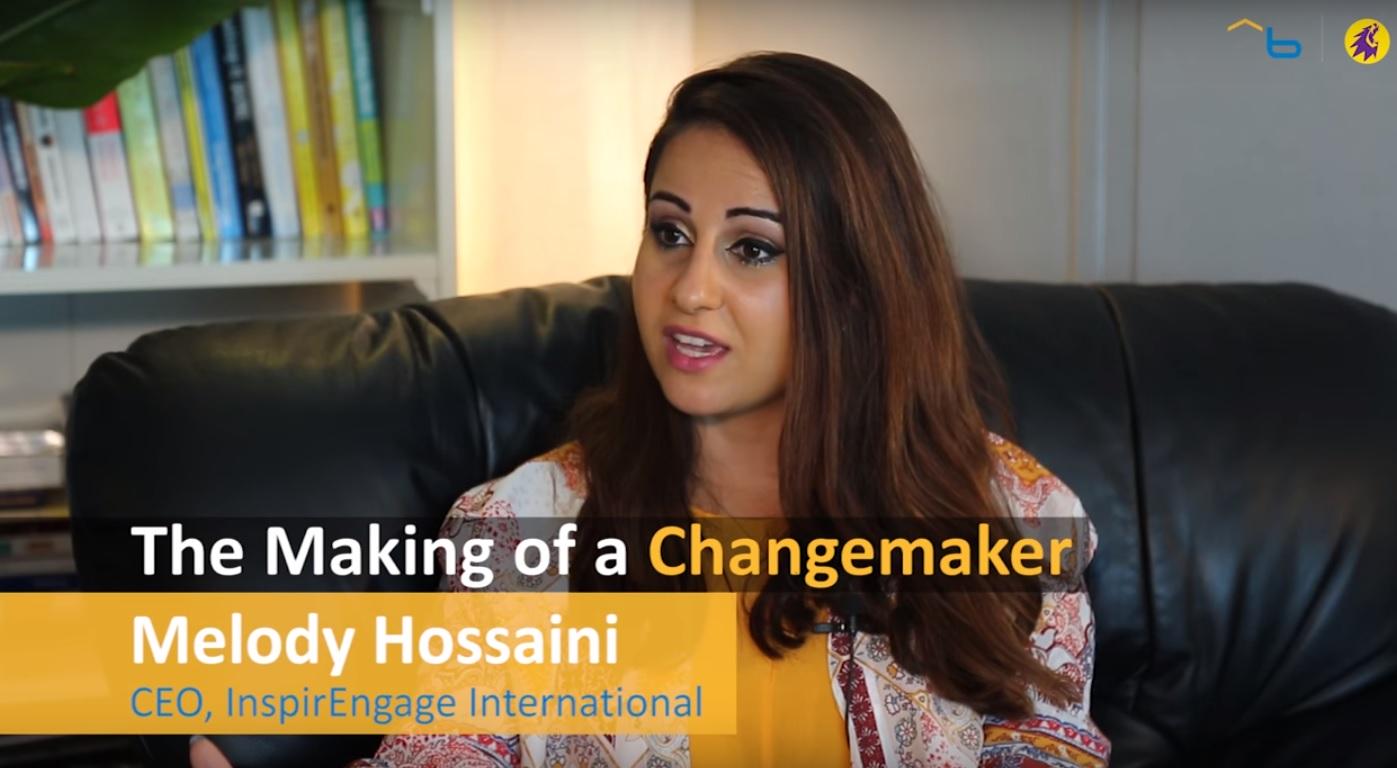 The Making of a Changemaker
Melody Hossaini
CEO, InspirEngage International